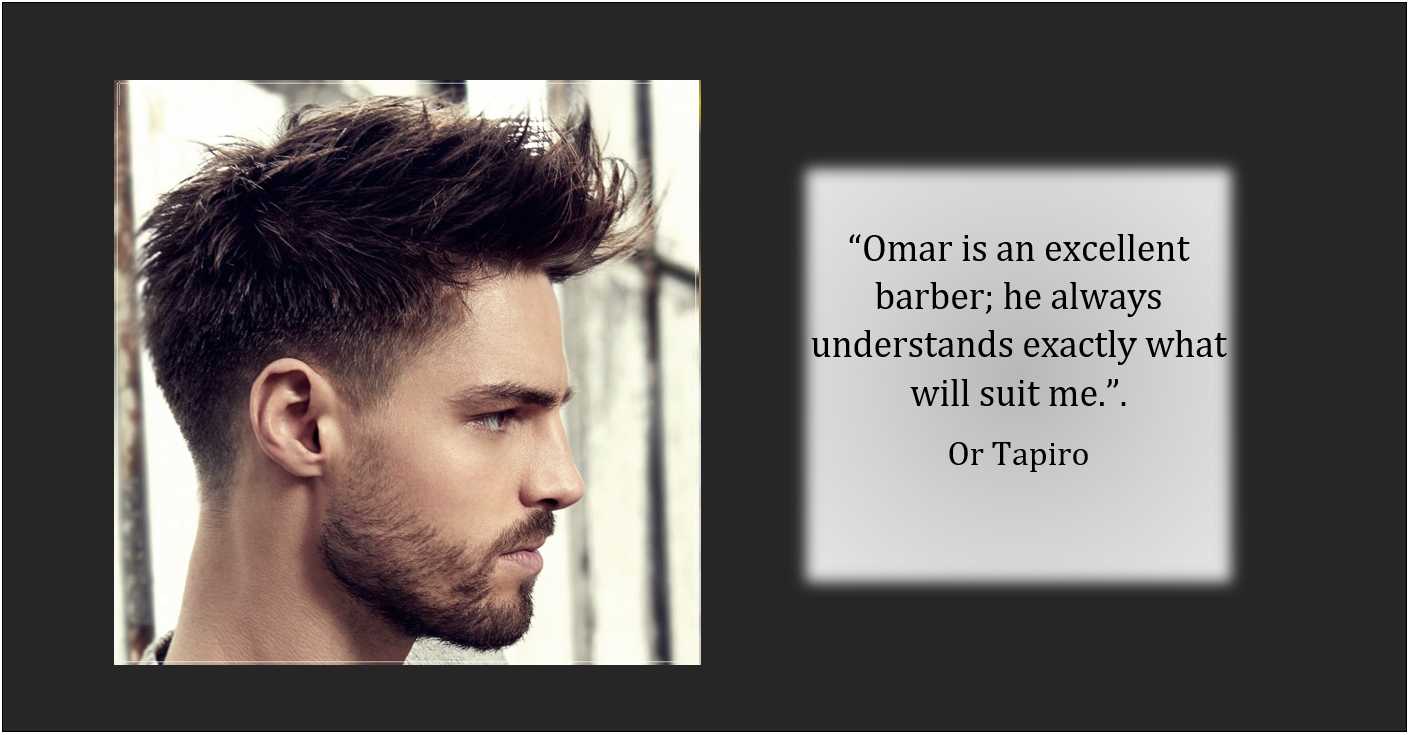 “Omar is an excellent
barber; he always
understands exactly what
will suit me.”.
Or Tapiro